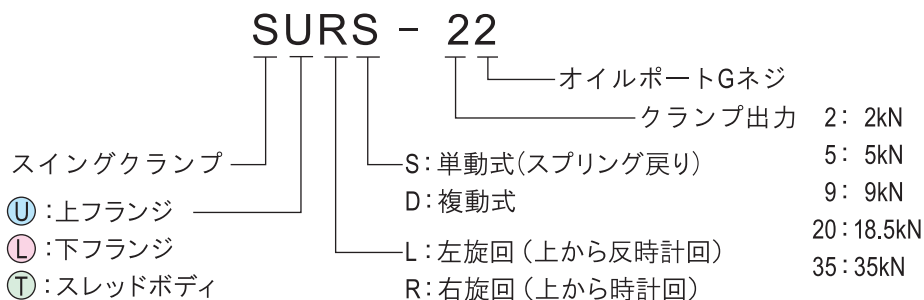 SURS - 22
オイルポートGネジ
クランプ出力 2: 2kN
スイングクランプ S:単動式(スプリング戻り) 5: 5kN
D:複動式 9: 9kN
U:上フランジ
L:下フランジ L:左旋回(上から反時計回) 20:18.5kN
T:スレッドボディ R:右旋回(上から時計回) 35:35kN